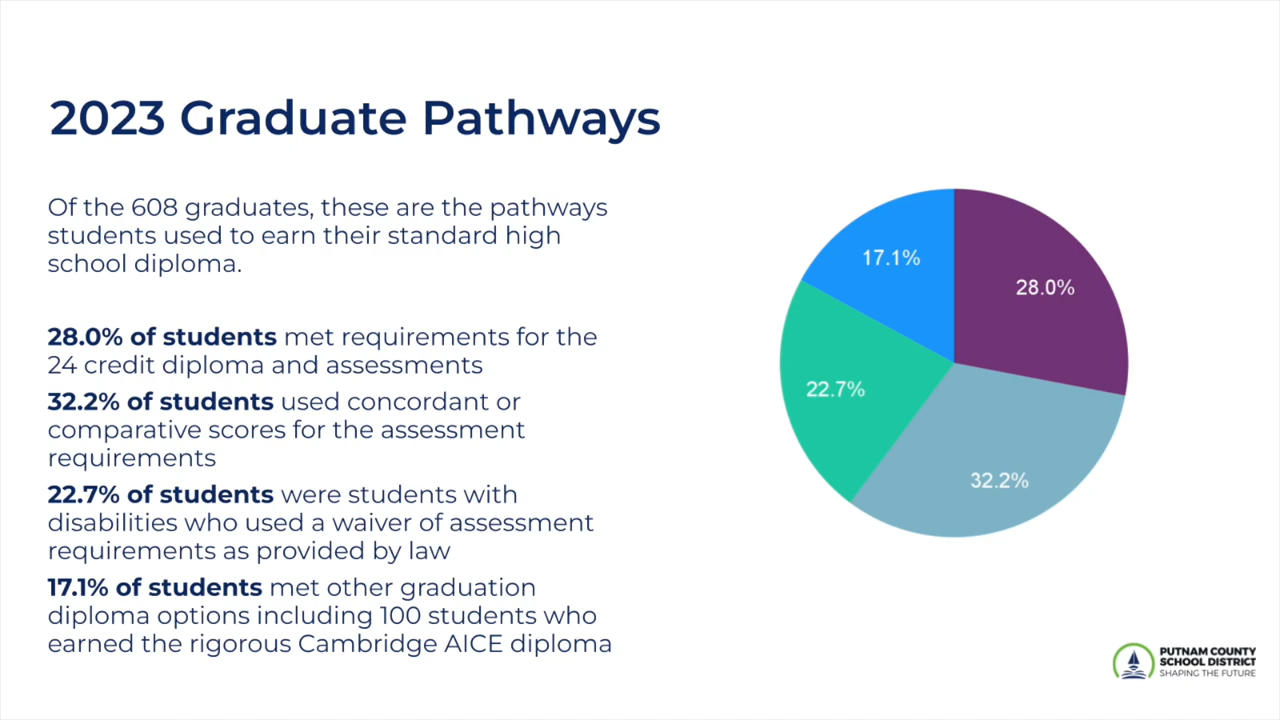 2023 Graduate Pathways
Of the 608 graduates, these are the pathways
students used to earn their standard high
school diploma.
28.0% of students met requirements for the
24 credit diploma and assessments
32.2% of students used concordant or
comparative scores for the assessment
requirements
22.7% of students were students with
disabilities who used a waiver of assessment
requirements as provided by law
17.1% of students met other graduation
diploma options including 100 students who
earned the rigorous Cambridge AICE diploma
17.1%
28.0%
22.7%
32.2%
PUTNAM COUNTY
SCHOOL DISTRICT
SHAPING THE FUTURE